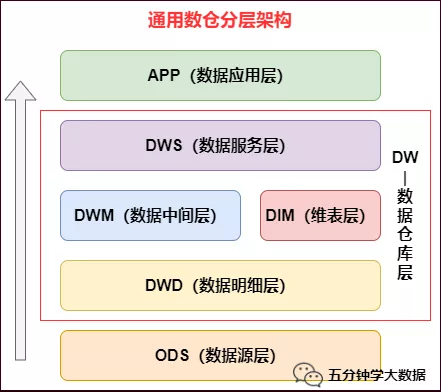 通用数仓分层架构
APP（数据应用层）
DWS（数据服务层）
DWM（数据中间层）
DIM（维表层）
DW—数据仓库层
DWD（数据明细层）
ODS（数据源层）
五分钟学大数据